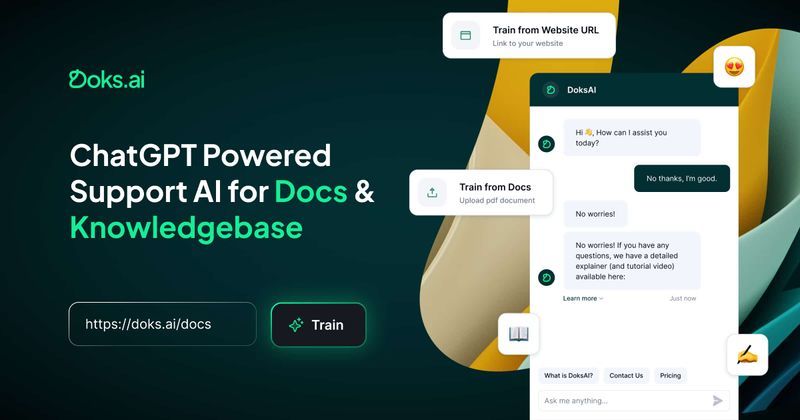 Doks.ai
ChatGPT Powered
Support AI for Docs &
Knowledgebase
https://doks.ai/docs
Train
Train from Website URL
Link to your website
DoksAI
Hi 👋, How can I assist you
today?
No thanks, I'm good.
Train from Docs
Upload pdf document
No worries!
No worries! If you have any
questions, we have a detailed
explainer (and tutorial video)
available here:
Learn more
Just now
What is DoksAI?
Contact Us
Pricing
Ask me anything...